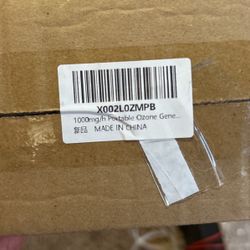 X002L0ZMPB
1000mg/h Portable Ozone Gene...
新品 MADE IN CHINA